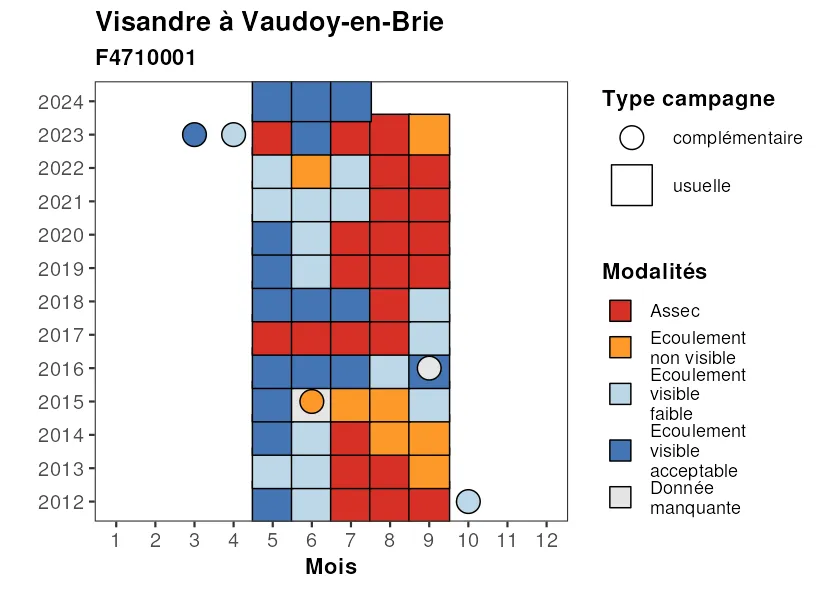 Visandre à Vaudoy-en-Brie
F4710001
2024
2023
2022
2021
2020
2019
2018
2017
2016
2015
2014
2013
2012
1 2 3 4 5 6 7 8 9 10 11 12
Mois
Type campagne
complémentaire
usuelle
Modalités
Assec
Ecoulement
non visible
Ecoulement
visible
faible
Ecoulement
visible
acceptable
Donnée
manquante